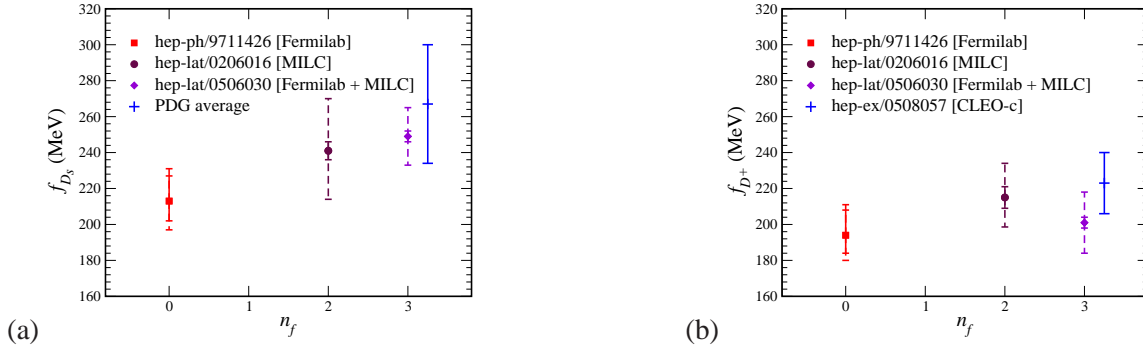 320
300
280
260
240
220
200
180
160
f_{D_s} (MeV)
hep-ph/9711426 [Fermilab]
hep-lat/0206016 [MILC]
hep-lat/0506030 [Fermilab + MILC]
PDG average
0 1 2 3
n_f
(a)
320
300
280
260
240
220
200
180
160
f_{D^+} (MeV)
hep-ph/9711426 [Fermilab]
hep-lat/0206016 [MILC]
hep-lat/0506030 [Fermilab + MILC]
hep-ex/0508057 [CLEO-c]
0 1 2 3
n_f
(b)